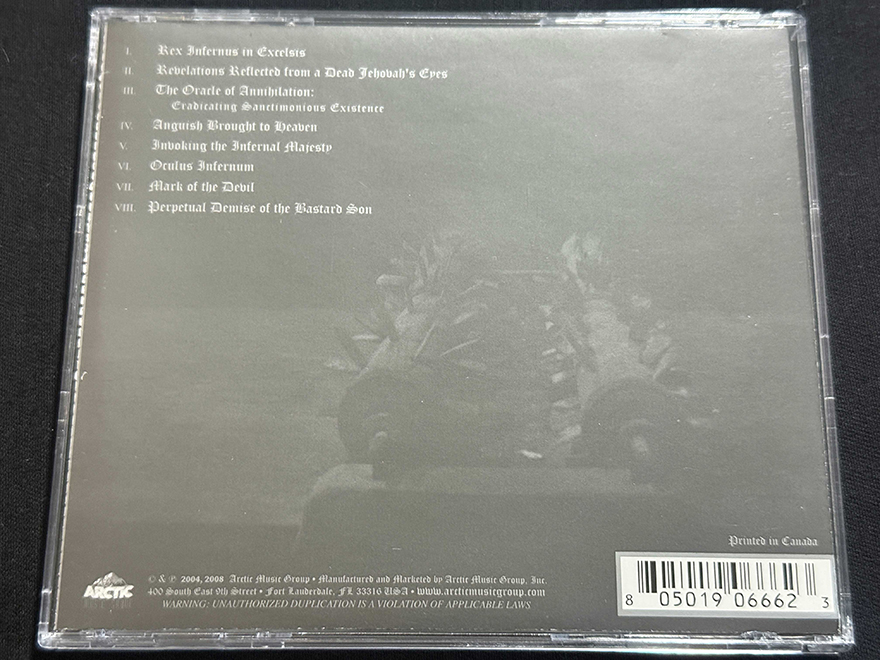 I. Rex Infernus in Excelsis
II. Revelations Reflected from a Dead Jehovah's Eyes
III. The Oracle of Annihilation:
Eradicating Sanctimonious Existence
IV. Anguish Brought to Heaven
V. Invoking the Infernal Majesty
VI. Oculus Infernum
VII. Mark of the Devil
VIII. Perpetual Demise of the Bastard Son
Printed in Canada
ARCTIC
© & ℗ 2004, 2008 Arctic Music Group • Manufactured and Marketed by Arctic Music Group, Inc.
400 South East 9th Street • Fort Lauderdale, FL 33316 USA • www.arcticmusicgroup.com
WARNING: UNAUTHORIZED DUPLICATION IS A VIOLATION OF APPLICABLE LAWS
8 05019 06662 3